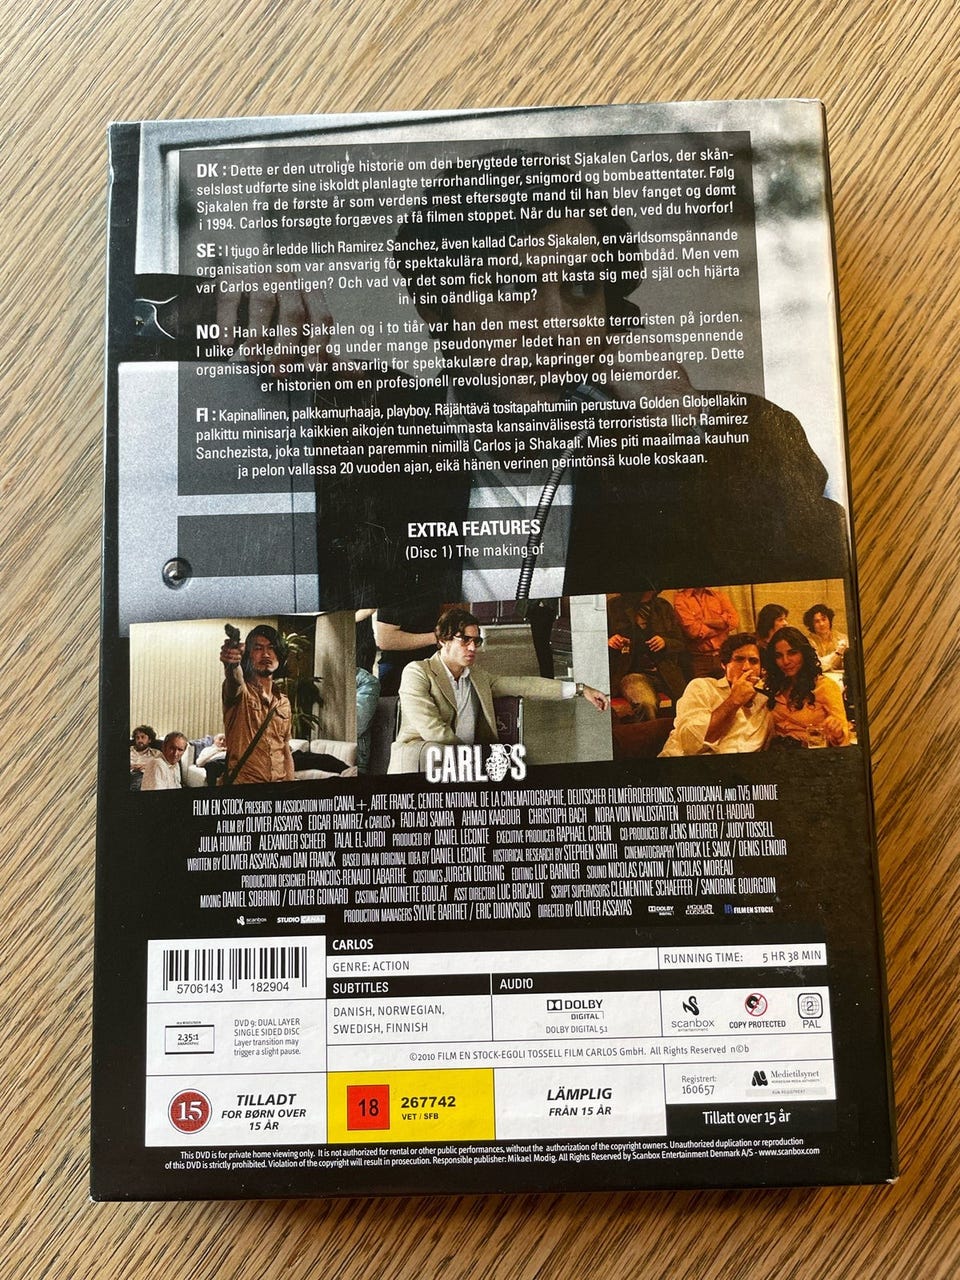 DK : Dette er den utrolige historie om den berygtede terrorist Sjakalen Carlos, der skån-
selsløst udførte sine iskoldt planlagte terrorhandlinger, snigmord og bombeattentater. Følg
Sjakalen fra de første år som verdens mest eftersøgte mand til han blev fanget og dømt
i 1994. Carlos forsøgte forgæves at få filmen stoppet. Når du har set den, ved du hvorfor!
SE : I tjugo år ledde Ilich Ramirez Sanchez, även kallad Carlos Sjakalen, en världsomspännande
organisation som var ansvarig för spektakulära mord, kapningar och bombdåd. Men vem
var Carlos egentligen? Och vad var det som fick honom att kasta sig med själ och hjärta
in i sin oändliga kamp?
NO : Han kalles Sjakalen og i to tiår var han den mest ettersøkte terroristen på jorden.
I ulike forkledninger og under mange pseudonymer ledet han en verdensomspennende
organisasjon som var ansvarlig for spektakulære drap, kapringer og bombeangrep. Dette
er historien om en profesjonell revolusjonær, playboy og leiemorder.
FI : Kapinallinen, palkkamurhaaja, playboy. Räjähtävä tositapahtumiin perustuva Golden Globellakin
palkittu minisarja kaikkien aikojen tunnetuimmasta kansainvälisestä terroristista Ilich Ramirez
Sanchezista, joka tunnetaan paremmin nimillä Carlos ja Shakaali. Mies piti maailmaa kauhun
ja pelon vallassa 20 vuoden ajan, eikä hänen verinen perintönsä kuole koskaan.
EXTRA FEATURES
(Disc 1) The making of
CARLOS
FILM EN STOCK PRESENTS IN ASSOCIATION WITH CANAL+, ARTE FRANCE, CENTRE NATIONAL DE LA CINEMATOGRAPHIE, DEUTSCHER FILMFÖRDERFONDS, STUDIOCANAL AND TV5 MONDE
A FILM BY OLIVIER ASSAYAS EDGAR RAMIREZ « CARLOS » FADI ABI SAMRA AHMAD KAABOUR CHRISTOPH BACH NORA VON WALDSTÄTTEN RODNEY EL-HADDAD
JULIA HUMMER ALEXANDER SCHEER TALAL EL JURDI PRODUCED BY DANIEL LECONTE EXECUTIVE PRODUCER RAPHAEL COHEN CO PRODUCED BY JENS MEURER / JUDY TOSSELL
WRITTEN BY OLIVIER ASSAYAS AND DAN FRANCK BASED ON AN ORIGINAL IDEA BY DANIEL LECONTE HISTORICAL RESEARCH BY STEPHEN SMITH CINEMATOGRAPHY YORICK LE SAUX / DENIS LENOIR
PRODUCTION DESIGNER FRANÇOIS-RENAUD LABARTHE COSTUMES JÜRGEN DOERING EDITING LUC BARNIER SOUND NICOLAS CANTIN / NICOLAS MOREAU
MIXING DANIEL SOBRINO / OLIVIER GOINARD CASTING ANTOINETTE BOULAT ASST DIRECTOR LUC BRICAULT SCRIPT SUPERVISORS CLEMENTINE SCHAEFFER / SANDRINE BOURGOIN
PRODUCTION MANAGERS SYLVIE BARTHET / ERIC DIONYSIUS DIRECTED BY OLIVIER ASSAYAS
scanbox STUDIO CANAL DOLBY DIGITAL EGOLI TOSSELL FILM EN STOCK
5706143 182904
CARLOS
GENRE: ACTION
RUNNING TIME: 5 HR 38 MIN
SUBTITLES
AUDIO
DANISH, NORWEGIAN,
SWEDISH, FINNISH
DOLBY
DIGITAL
DOLBY DIGITAL 5.1
scanbox
entertainment
COPY PROTECTED
2
PAL
2.35:1
DVD 9: DUAL LAYER
SINGLE SIDED DISC
Layer transition may
trigger a slight pause.
©2010 FILM EN STOCK-EGOLI TOSSELL FILM CARLOS GmbH. All Rights Reserved n©b
15
TILLADT
FOR BØRN OVER
15 ÅR
18
267742
VET / SFB
LÄMPLIG
FRÅN 15 ÅR
Registrert:
160657
Medietilsynet
NORWEGIAN MEDIA AUTHORITY
Tillatt over 15 år
This DVD is for private home viewing only. It is not authorized for rental or other public performances, without the authorization of the copyright owners. Unauthorized duplication or reproduction
of this DVD is strictly prohibited. Violation of the copyright will result in prosecution. Responsible publisher: Mikael Modig. All Rights Reserved by Scanbox Entertainment Denmark A/S - www.scanbox.com